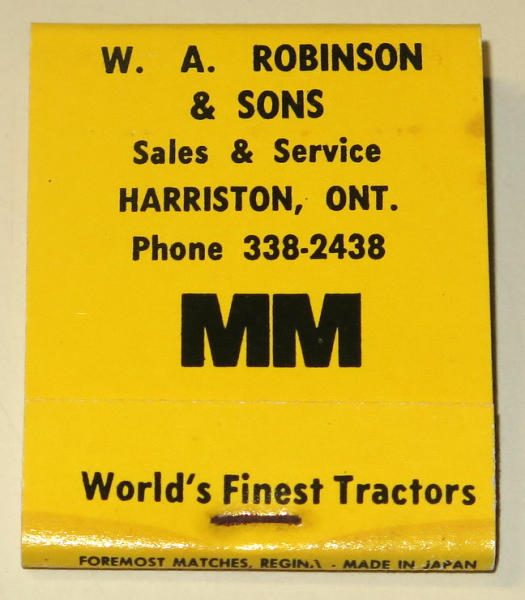 W. A. ROBINSON
& SONS
Sales & Service
HARRISTON, ONT.
Phone 338-2438
MM
World's Finest Tractors
FOREMOST MATCHES, REGINA - MADE IN JAPAN